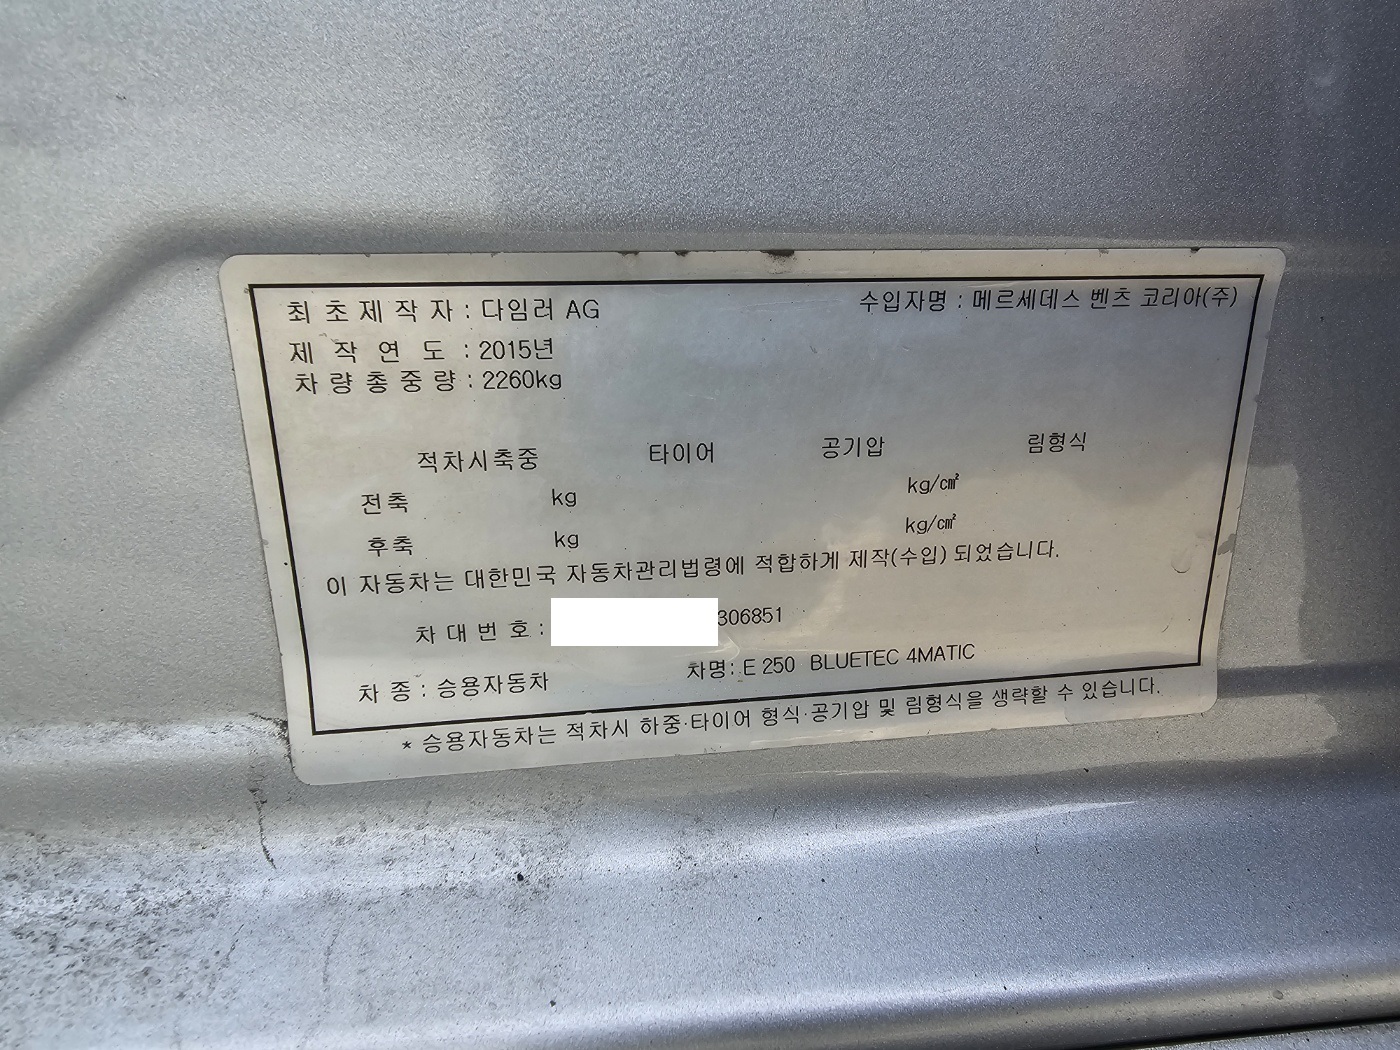 최초제작자 : 다임러 AG 수입자명 : 메르세데스 벤츠 코리아(주)
제작연도 : 2015년
차량총중량 : 2260kg
적차시축중 타이어 공기압 림형식
전축 kg kg/㎠
후축 kg kg/㎠
이 자동차는 대한민국 자동차관리법령에 적합하게 제작(수입) 되었습니다.
차대번호 : 306851
차종 : 승용자동차 차명 : E 250 BLUETEC 4MATIC
* 승용자동차는 적차시 하중·타이어 형식·공기압 및 림형식을 생략할 수 있습니다.